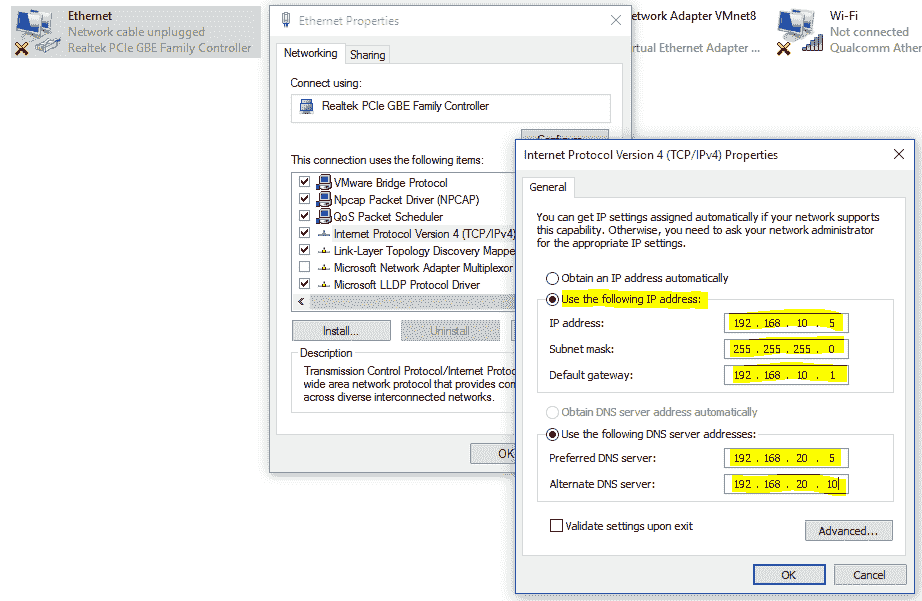 Ethernet
Network cable unplugged
Realtek PCIe GBE Family Controller
Ethernet Properties
etwork Adapter VMnet8
rtual Ethernet Adapter ...
Wi-Fi
Not connected
Qualcomm Ather
Networking
Sharing
Connect using:
Realtek PCIe GBE Family Controller
This connection uses the following items:
VMware Bridge Protocol
Npcap Packet Driver (NPCAP)
QoS Packet Scheduler
Internet Protocol Version 4 (TCP/IPv4)
Link-Layer Topology Discovery Mappe
Microsoft Network Adapter Multiplexor
Microsoft LLDP Protocol Driver
Install...
Uninstall
Description
Transmission Control Protocol/Internet Protoc
wide area network protocol that provides con
across diverse interconnected networks.
OK
Internet Protocol Version 4 (TCP/IPv4) Properties
General
You can get IP settings assigned automatically if your network supports
this capability. Otherwise, you need to ask your network administrator
for the appropriate IP settings.
Obtain an IP address automatically
Use the following IP address:
IP address: 192 . 168 . 10 . 5
Subnet mask: 255 . 255 . 255 . 0
Default gateway: 192 . 168 . 10 . 1
Obtain DNS server address automatically
Use the following DNS server addresses:
Preferred DNS server: 192 . 168 . 20 . 5
Alternate DNS server: 192 . 168 . 20 . 10
Validate settings upon exit
Advanced...
OK
Cancel